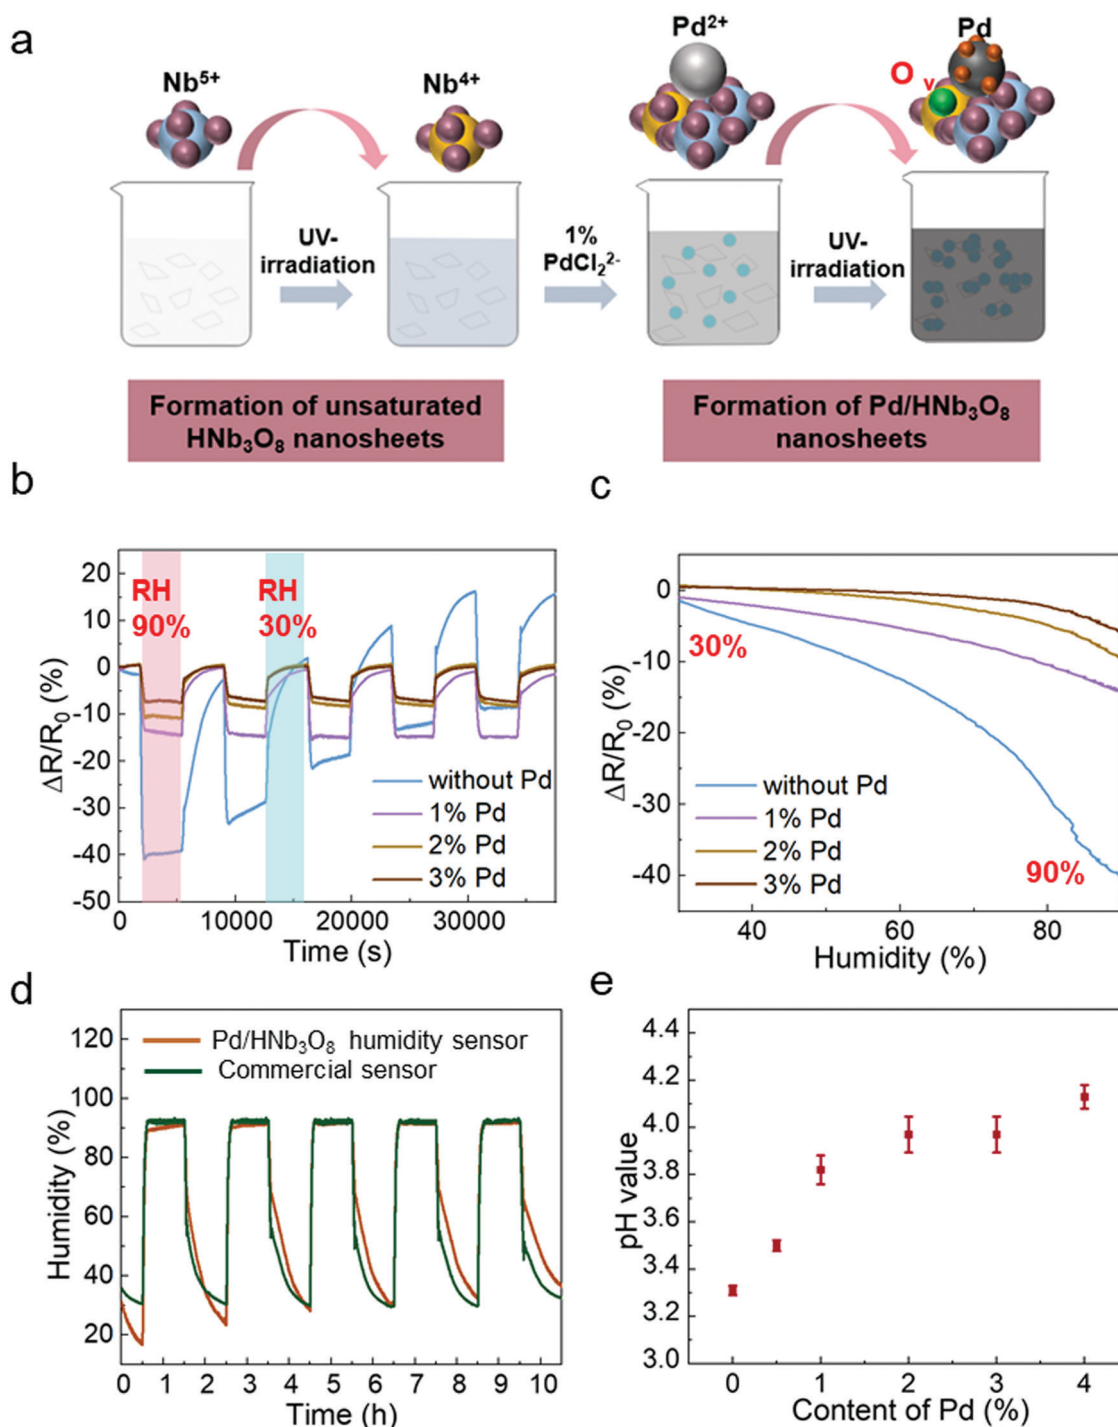 a
Nb⁵⁺
Nb⁴⁺
Pd²⁺
Pd
O v
UV-
irradiation
1%
PdCl₂²⁻
UV-
irradiation
Formation of unsaturated
HNb₃O₈ nanosheets
Formation of Pd/HNb₃O₈
nanosheets
b
20
10
0
-10
-20
-30
-40
-50
ΔR/R₀ (%)
RH
90%
RH
30%
without Pd
1% Pd
2% Pd
3% Pd
0 10000 20000 30000
Time (s)
c
0
-10
-20
-30
-40
ΔR/R₀ (%)
30%
90%
without Pd
1% Pd
2% Pd
3% Pd
40 60 80
Humidity (%)
d
120
100
80
60
40
20
Humidity (%)
Pd/HNb₃O₈ humidity sensor
Commercial sensor
0 1 2 3 4 5 6 7 8 9 10
Time (h)
e
4.4
4.2
4.0
3.8
3.6
3.4
3.2
3.0
pH value
0 1 2 3 4
Content of Pd (%)